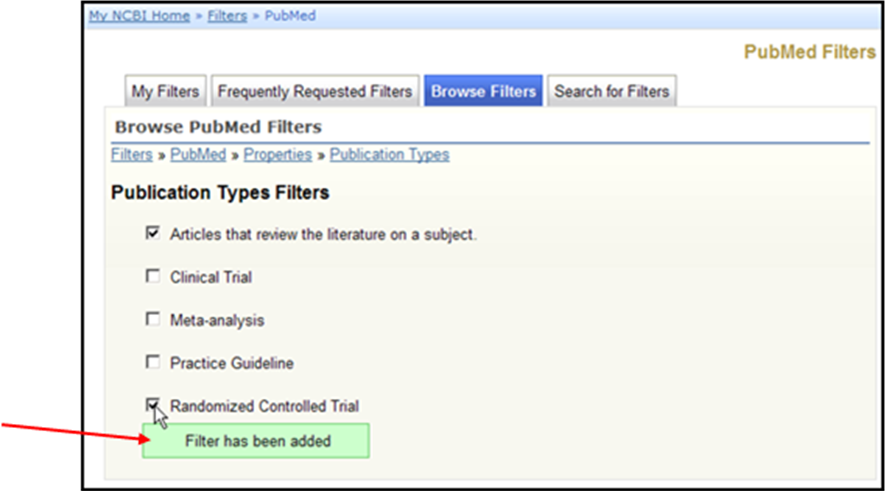 My NCBI Home » Filters » PubMed
PubMed Filters
My Filters Frequently Requested Filters Browse Filters Search for Filters
Browse PubMed Filters
Filters » PubMed » Properties » Publication Types
Publication Types Filters
Articles that review the literature on a subject.
Clinical Trial
Meta-analysis
Practice Guideline
Randomized Controlled Trial
Filter has been added